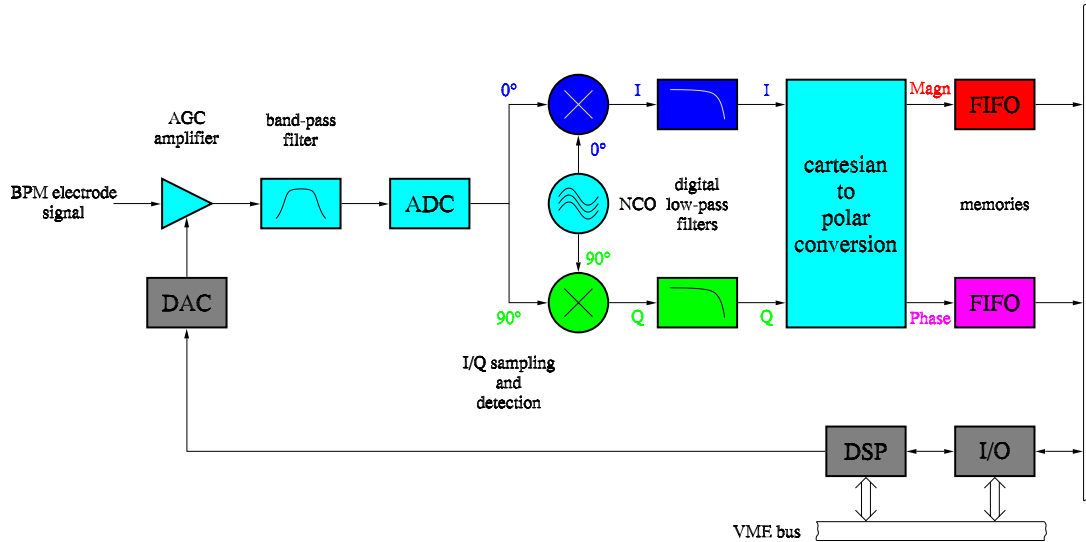 AGC
amplifier
band-pass
filter
BPM electrode
signal
ADC
DAC
0°
90°
0°
90°
NCO
I
Q
digital
low-pass
filters
I
Q
I/Q sampling
and
detection
cartesian
to
polar
conversion
Magn
Phase
FIFO
memories
FIFO
DSP
I/O
VME bus